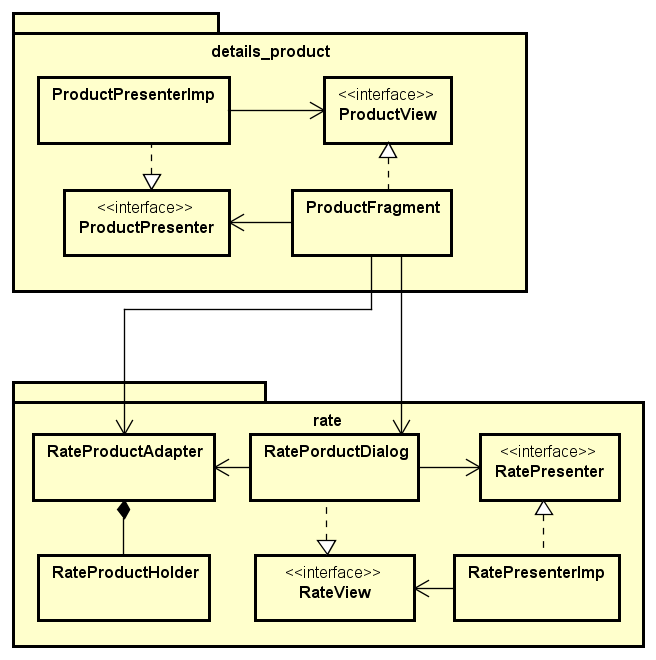 details_product
ProductPresenterImp
<<interface>>
ProductView
<<interface>>
ProductPresenter
ProductFragment
rate
RateProductAdapter
RatePorductDialog
<<interface>>
RatePresenter
RateProductHolder
<<interface>>
RateView
RatePresenterImp